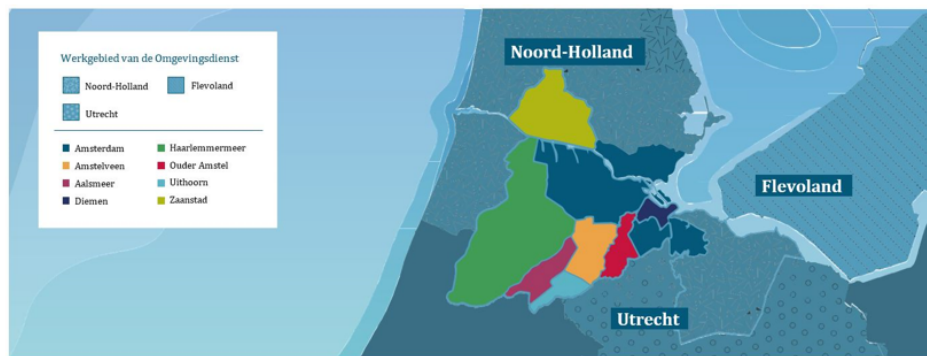 Werkgebied van de Omgevingsdienst
Noord-Holland
Flevoland
Utrecht
Amsterdam
Haarlemmermeer
Amstelveen
Ouder Amstel
Aalsmeer
Uithoorn
Diemen
Zaanstad
Noord-Holland
Flevoland
Utrecht